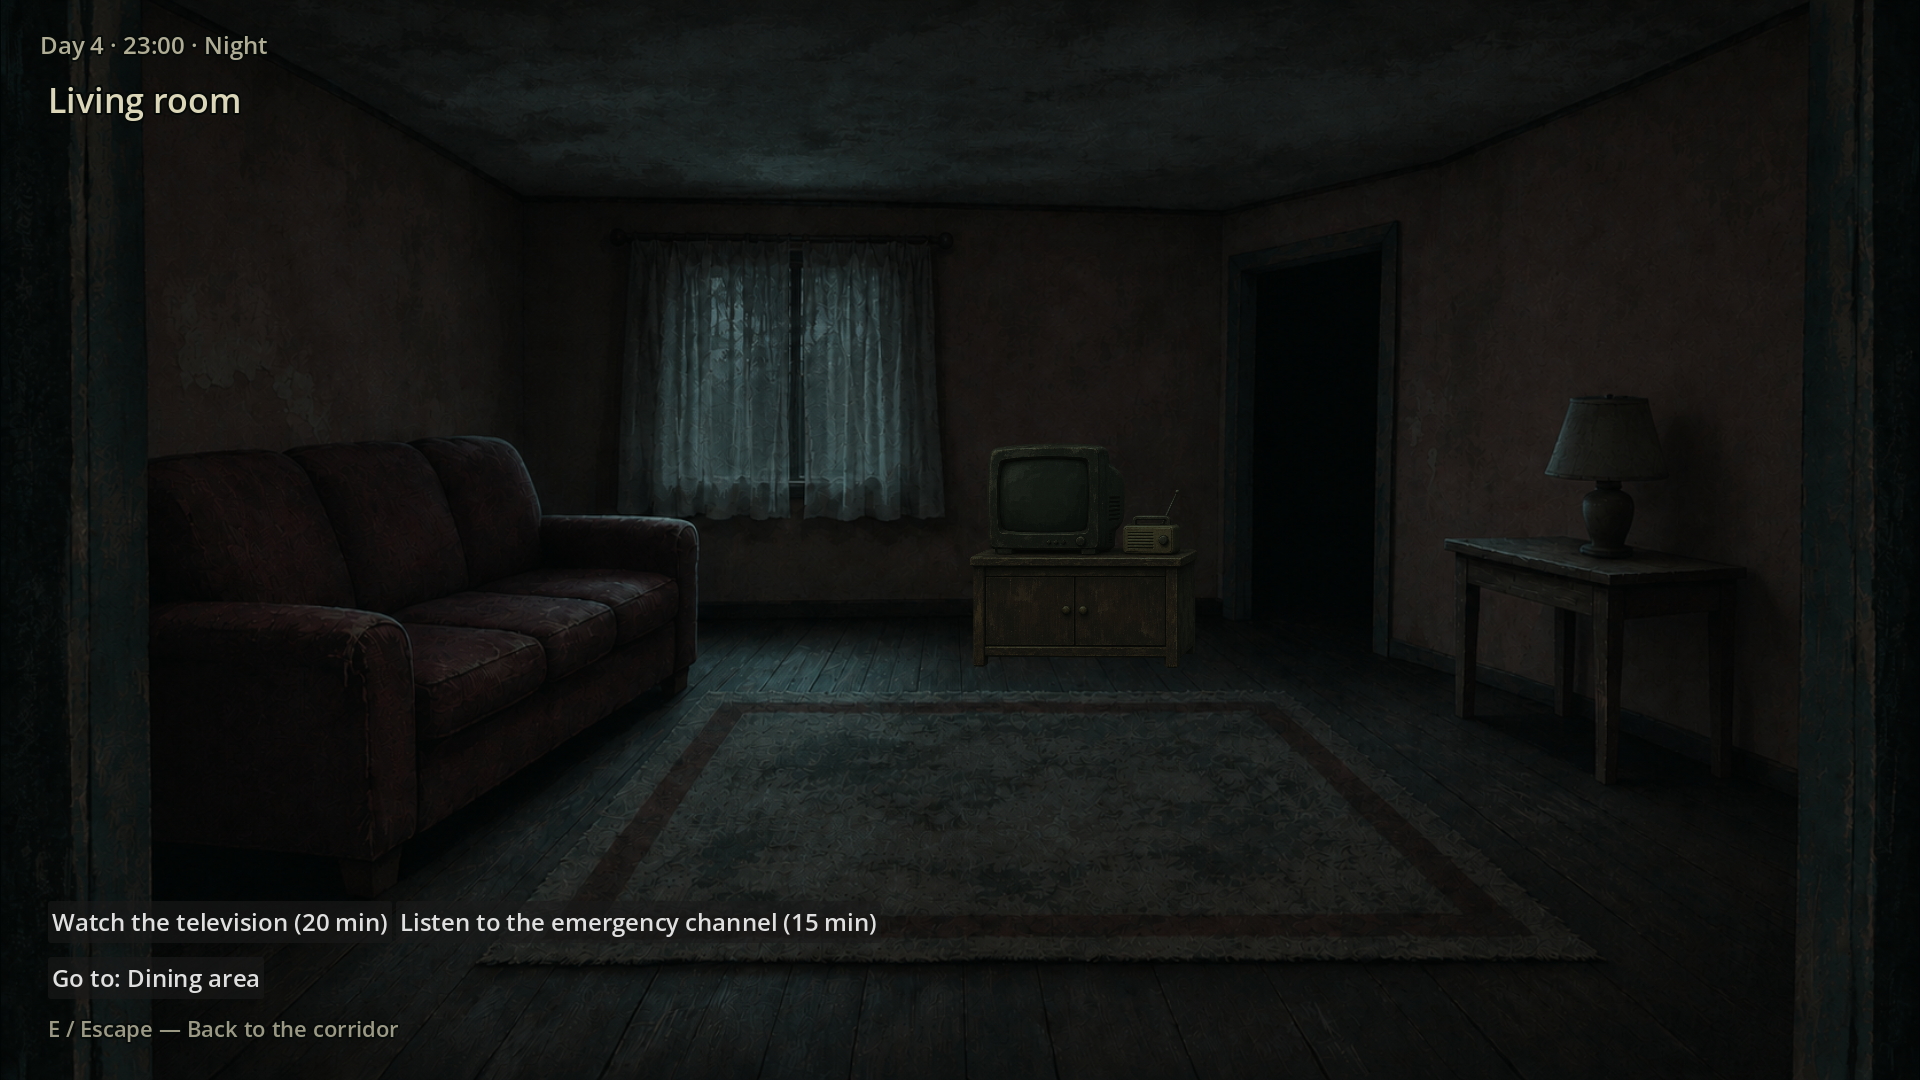 Day 4 · 23:00 · Night
Living room
Watch the television (20 min) Listen to the emergency channel (15 min)
Go to: Dining area
E / Escape — Back to the corridor